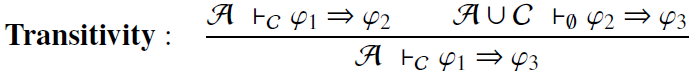 Transitivity :
𝒜 ⊢_C φ₁ ⇒ φ₂   𝒜 ∪ C ⊢_∅ φ₂ ⇒ φ₃
𝒜 ⊢_C φ₁ ⇒ φ₃